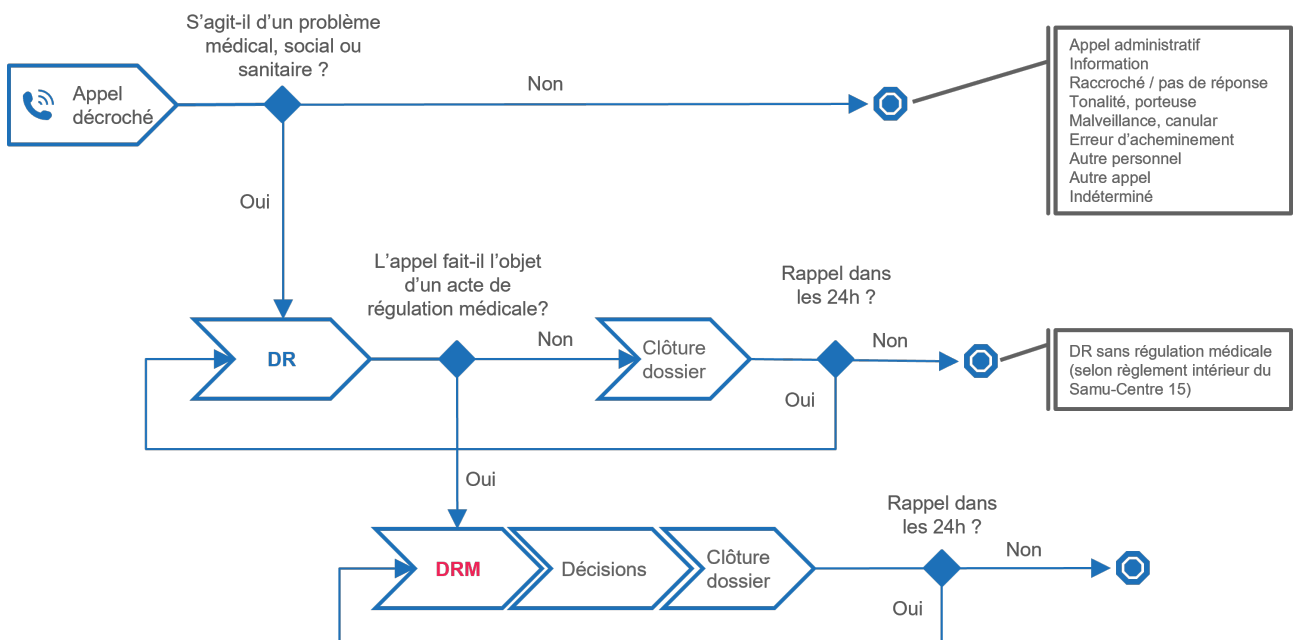 S’agit-il d’un problème
médical, social ou
sanitaire ?
Appel
décroché
Non
Appel administratif
Information
Raccroché / pas de réponse
Tonalité, porteuse
Malveillance, canular
Erreur d’acheminement
Autre personnel
Autre appel
Indéterminé
Oui
L’appel fait-il l’objet
d’un acte de
régulation médicale?
Rappel dans
les 24h ?
DR
Non
Clôture
dossier
Non
Oui
DR sans régulation médicale
(selon règlement intérieur du
Samu-Centre 15)
Oui
Rappel dans
les 24h ?
DRM
Décisions
Clôture
dossier
Non
Oui